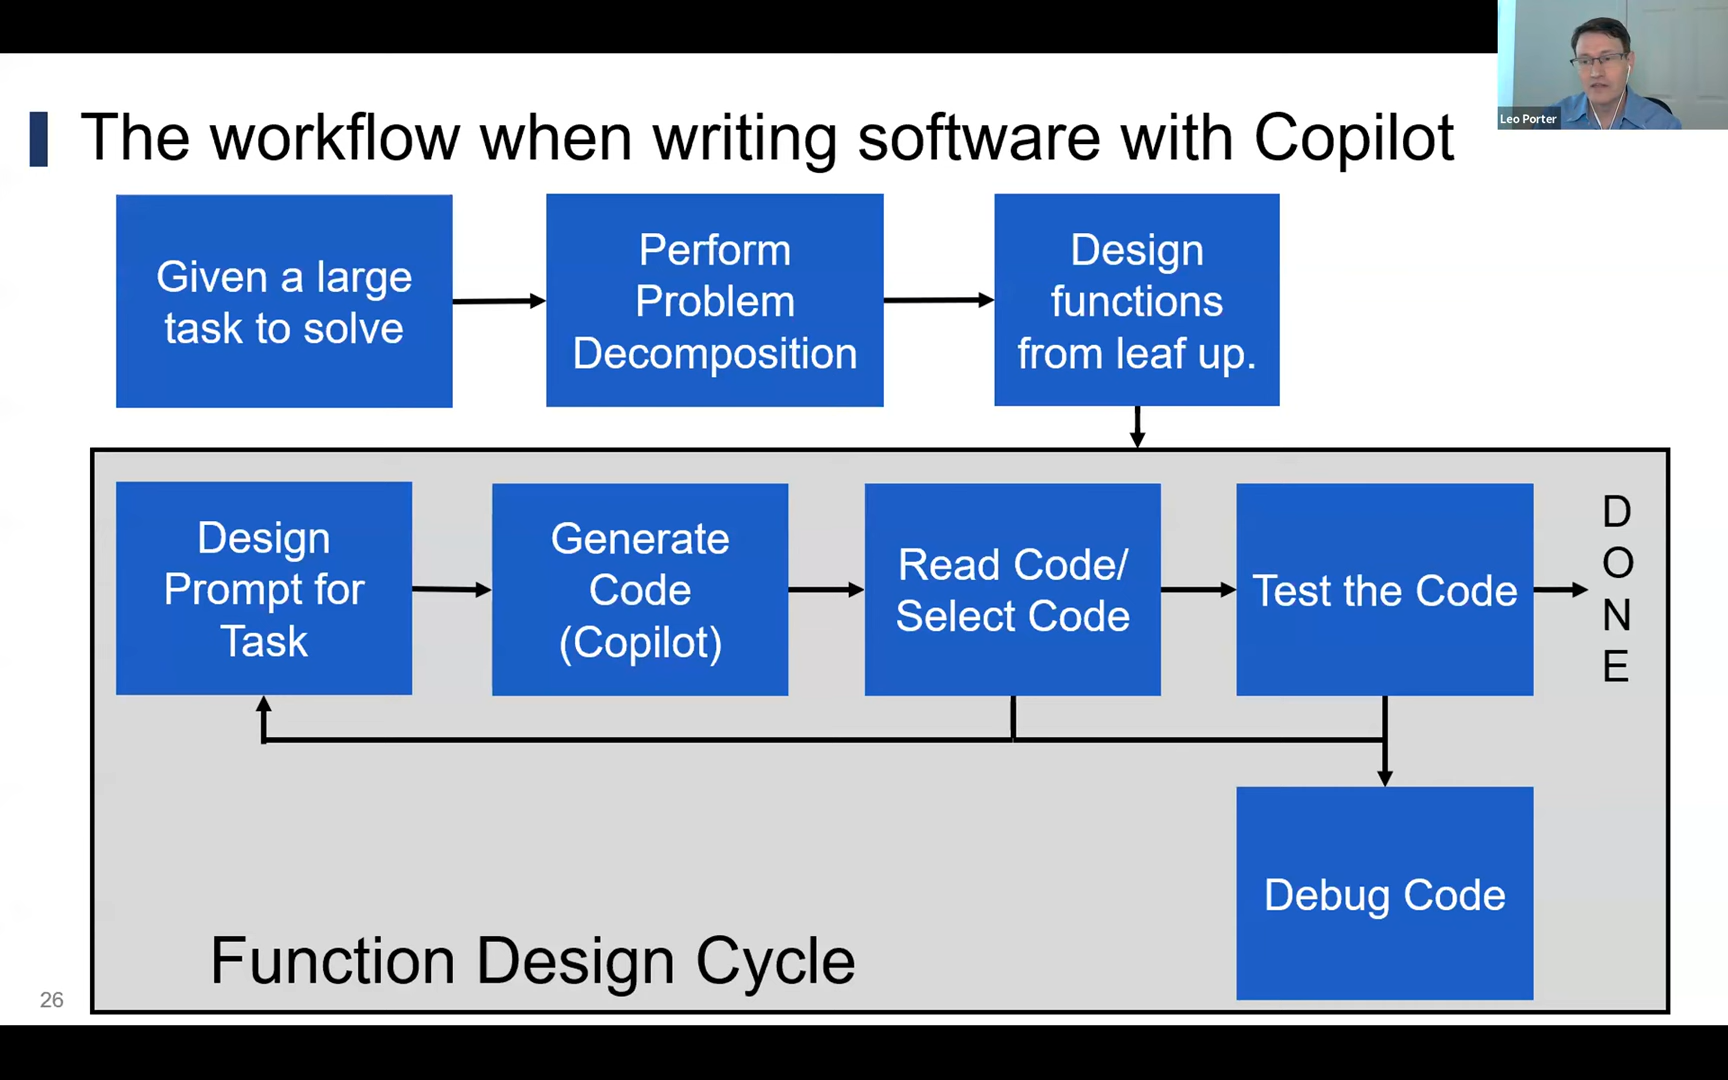 Leo Porter
The workflow when writing software with Copilot
Given a large
task to solve
Perform
Problem
Decomposition
Design
functions
from leaf up.
Design
Prompt for
Task
Generate
Code
(Copilot)
Read Code/
Select Code
Test the Code
D
O
N
E
Debug Code
Function Design Cycle
26